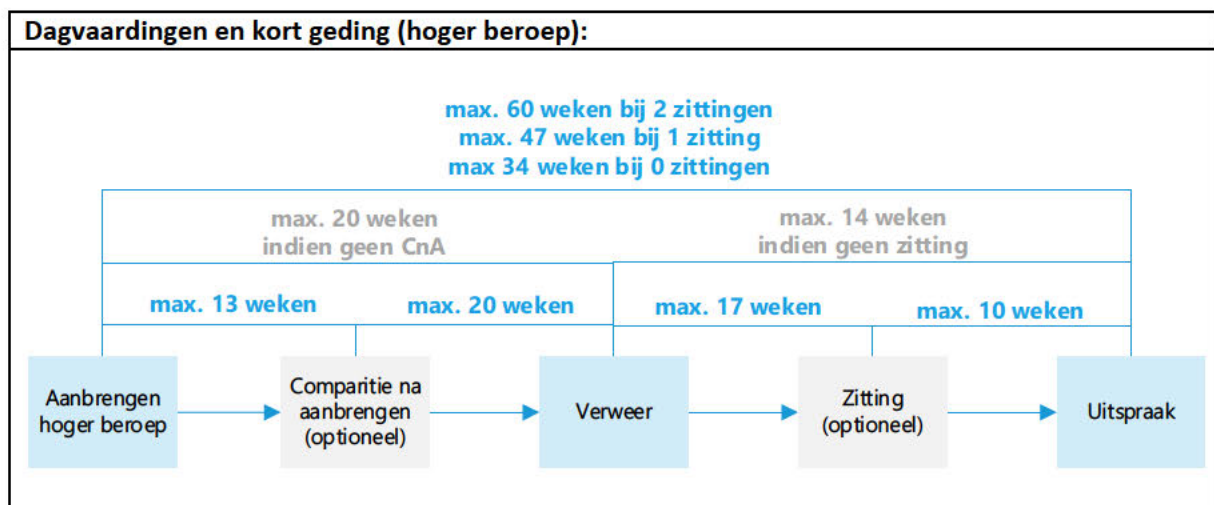 Dagvaardingen en kort geding (hoger beroep):
max. 60 weken bij 2 zittingen
max. 47 weken bij 1 zitting
max 34 weken bij 0 zittingen
max. 20 weken
indien geen CnA
max. 14 weken
indien geen zitting
max. 13 weken
max. 20 weken
max. 17 weken
max. 10 weken
Aanbrengen
hoger beroep
Comparitie na
aanbrengen
(optioneel)
Verweer
Zitting
(optioneel)
Uitspraak